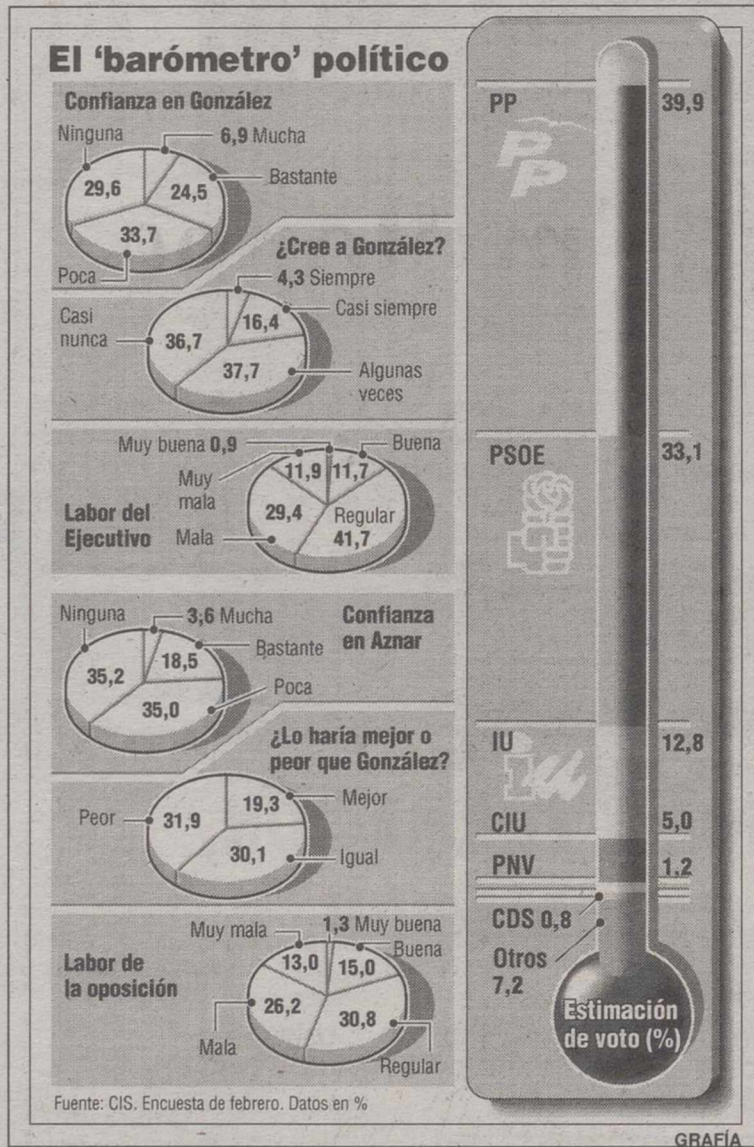 El 'barómetro' político
Confianza en González
Ninguna
6,9 Mucha
Bastante
29,6
24,5
33,7
Poca
¿Cree a González?
4,3 Siempre
Casi siempre
Casi
nunca
36,7
16,4
37,7
Algunas
veces
Muy buena 0,9
Buena
Muy
mala
11,9
11,7
Labor del
Ejecutivo
29,4
Mala
Regular
41,7
Ninguna
3,6 Mucha
Confianza
en Aznar
Bastante
35,2
18,5
35,0
Poca
¿Lo haría mejor o
peor que González?
Peor
31,9
19,3
Mejor
30,1
Igual
Muy mala
1,3 Muy buena
Buena
Labor de
la oposición
13,0
15,0
26,2
30,8
Mala
Regular
Fuente: CIS. Encuesta de febrero. Datos en %
PP
39,9
PP
PSOE
33,1
IU
12,8
iu
CIU
5,0
PNV
1,2
CDS 0,8
Otros
7,2
Estimación
de voto (%)
GRAFÍA